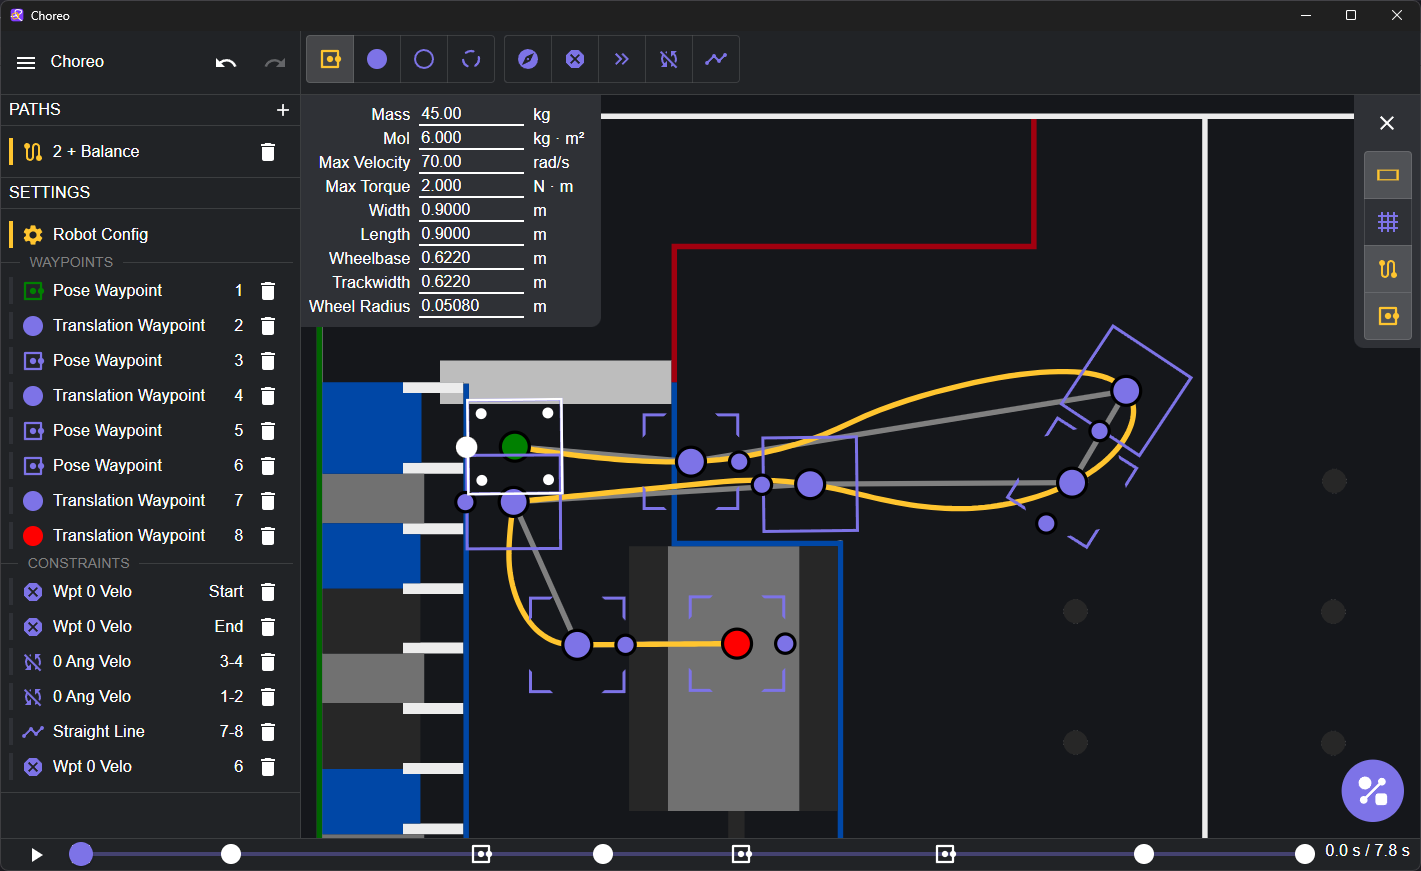 Choreo
Choreo
PATHS
2 + Balance
SETTINGS
Robot Config
WAYPOINTS
Pose Waypoint 1
Translation Waypoint 2
Pose Waypoint 3
Translation Waypoint 4
Pose Waypoint 5
Pose Waypoint 6
Translation Waypoint 7
Translation Waypoint 8
CONSTRAINTS
Wpt 0 Velo Start
Wpt 0 Velo End
0 Ang Velo 3-4
0 Ang Velo 1-2
Straight Line 7-8
Wpt 0 Velo 6
Mass 45.00 kg
MoI 6.000 kg · m²
Max Velocity 70.00 rad/s
Max Torque 2.000 N · m
Width 0.9000 m
Length 0.9000 m
Wheelbase 0.6220 m
Trackwidth 0.6220 m
Wheel Radius 0.05080 m
0.0 s / 7.8 s